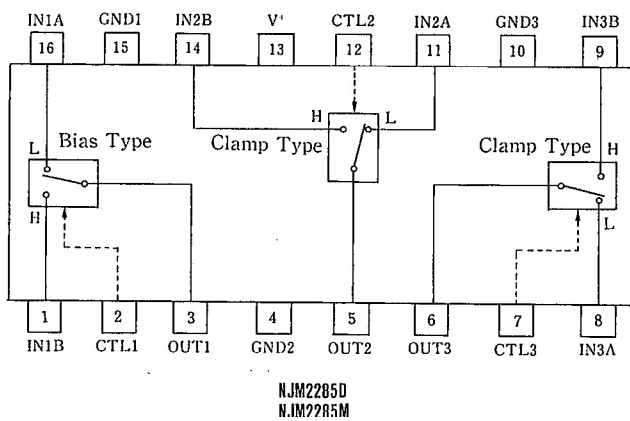 IN1A GND1 IN2B V+ CTL2 IN2A GND3 IN3B
16 15 14 13 12 11 10 9
H L
L Bias Type Clamp Type Clamp Type H
H L
1 2 3 4 5 6 7 8
IN1B CTL1 OUT1 GND2 OUT2 OUT3 CTL3 IN3A
NJM2285D
NJM2285M